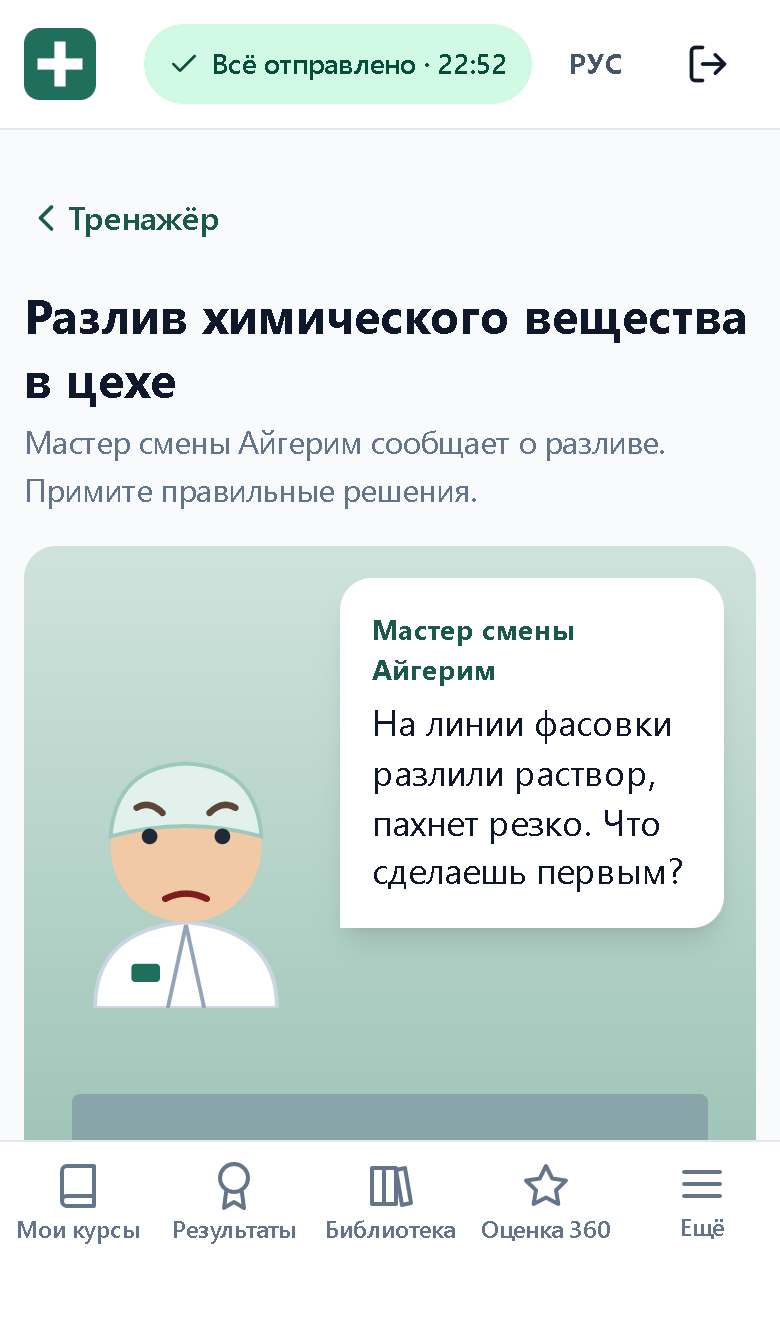 Всё отправлено · 22:52
РУС
Тренажёр
Разлив химического вещества
в цехе
Мастер смены Айгерим сообщает о разливе.
Примите правильные решения.
Мастер смены
Айгерим
На линии фасовки
разлили раствор,
пахнет резко. Что
сделаешь первым?
Мои курсы
Результаты
Библиотека
Оценка 360
Ещё